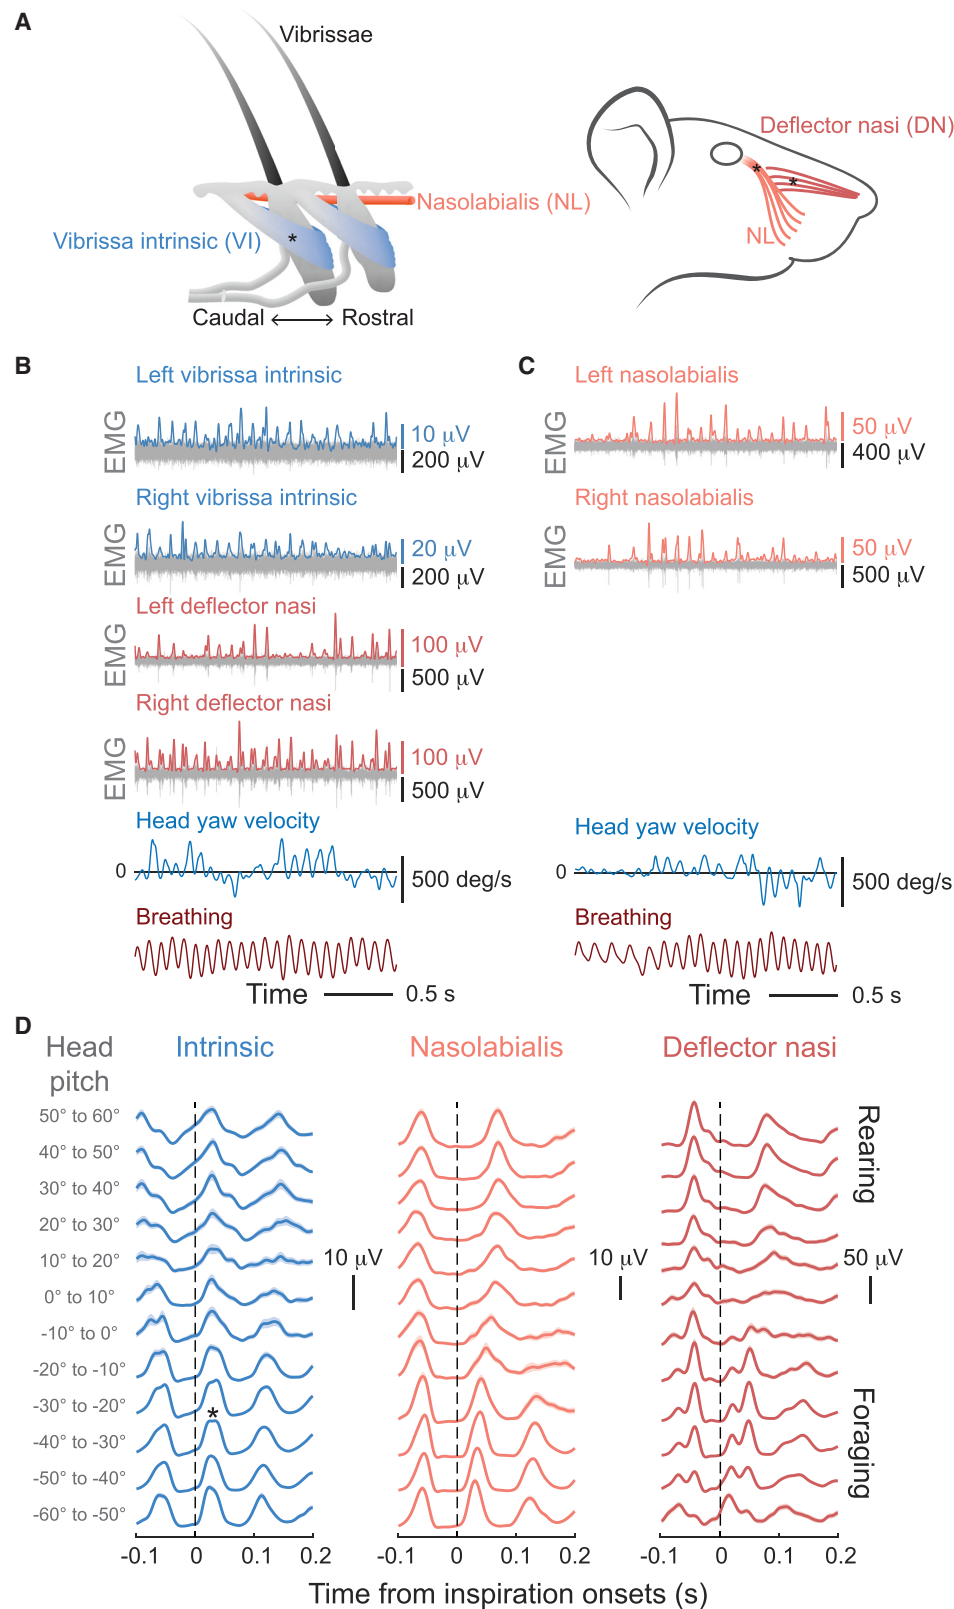 A
Vibrissae
Deflector nasi (DN)
*
*
Nasolabialis (NL)
NL
Vibrissa intrinsic (VI)
*
Caudal
Rostral
B
Left vibrissa intrinsic
EMG
10 µV
200 µV
Right vibrissa intrinsic
EMG
20 µV
200 µV
Left deflector nasi
EMG
100 µV
500 µV
Right deflector nasi
EMG
100 µV
500 µV
Head yaw velocity
0
500 deg/s
Breathing
Time
0.5 s
C
Left nasolabialis
EMG
50 µV
400 µV
Right nasolabialis
EMG
50 µV
500 µV
Head yaw velocity
0
500 deg/s
Breathing
Time
0.5 s
D
Head
pitch
Intrinsic
Nasolabialis
Deflector nasi
50° to 60°
40° to 50°
30° to 40°
20° to 30°
10° to 20°
0° to 10°
-10° to 0°
-20° to -10°
-30° to -20°
-40° to -30°
-50° to -40°
-60° to -50°
*
10 µV
10 µV
50 µV
Rearing
Foraging
-0.1 0 0.1 0.2
-0.1 0 0.1 0.2
-0.1 0 0.1 0.2
Time from inspiration onsets (s)